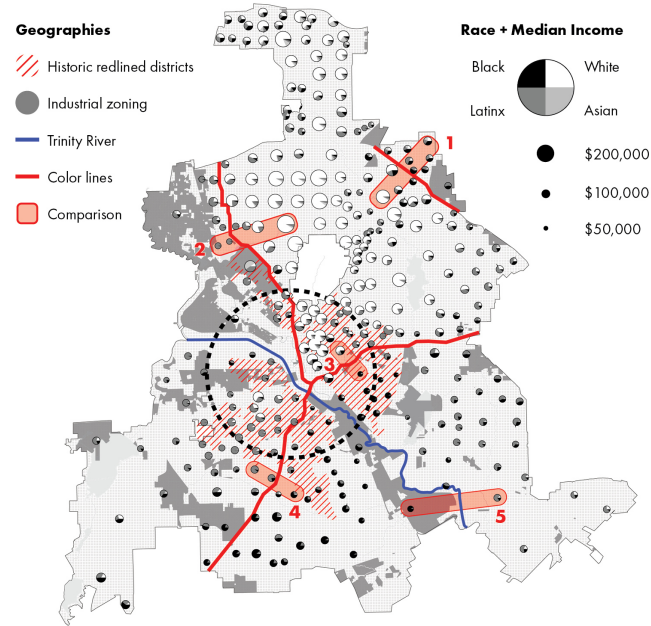 Geographies
Historic redlined districts
Industrial zoning
Trinity River
Color lines
Comparison
Race + Median Income
Black
White
Latinx
Asian
$200,000
$100,000
$50,000
1
2
3
4
5